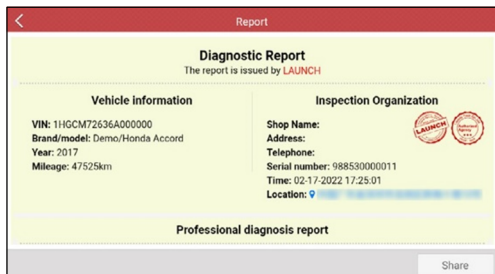 Report
Diagnostic Report
The report is issued by LAUNCH
Vehicle information
VIN: 1HGCM72636A000000
Brand/model: Demo/Honda Accord
Year: 2017
Mileage: 47525km
Inspection Organization
Shop Name:
Address:
Telephone:
Serial number: 988530000011
Time: 02-17-2022 17:25:01
Location:
LAUNCH
Professional diagnosis report
Share